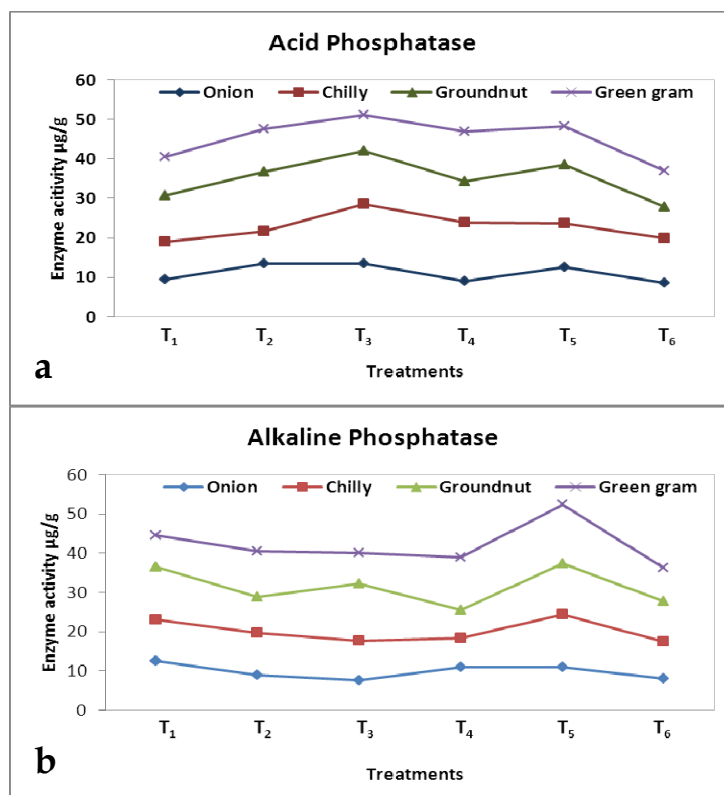 Acid Phosphatase
Onion Chilly Groundnut Green gram
Enzyme acitivity µg/g
60
50
40
30
20
10
0
T1 T2 T3 T4 T5 T6
Treatments
a
Alkaline Phosphatase
Onion Chilly Groundnut Green gram
Enzyme activity µg/g
60
50
40
30
20
10
0
T1 T2 T3 T4 T5 T6
Treatments
b